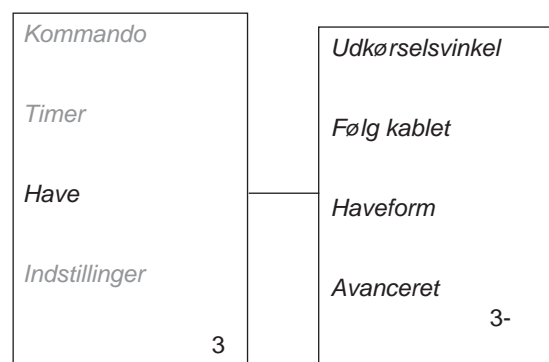 Kommando
Timer
Have
Indstillinger
3
Udkørselsvinkel
Følg kablet
Haveform
Avanceret
3-